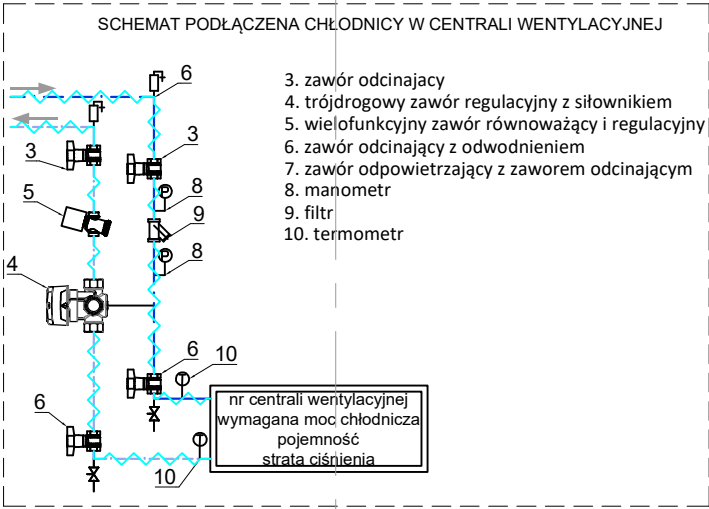 SCHEMAT PODŁĄCZENA CHŁODNICY W CENTRALI WENTYLACYJNEJ
6
3. zawór odcinajacy
4. trójdrogowy zawór regulacyjny z siłownikiem
5. wielofunkcyjny zawór równoważący i regulacyjny
6. zawór odcinający z odwodnieniem
7. zawór odpowietrzający z zaworem odcinającym
8. manometr
9. filtr
10. termometr
3
3
8
5
9
8
4
6
10
6
10
nr centrali wentylacyjnej
wymagana moc chłodnicza
pojemność
strata ciśnienia